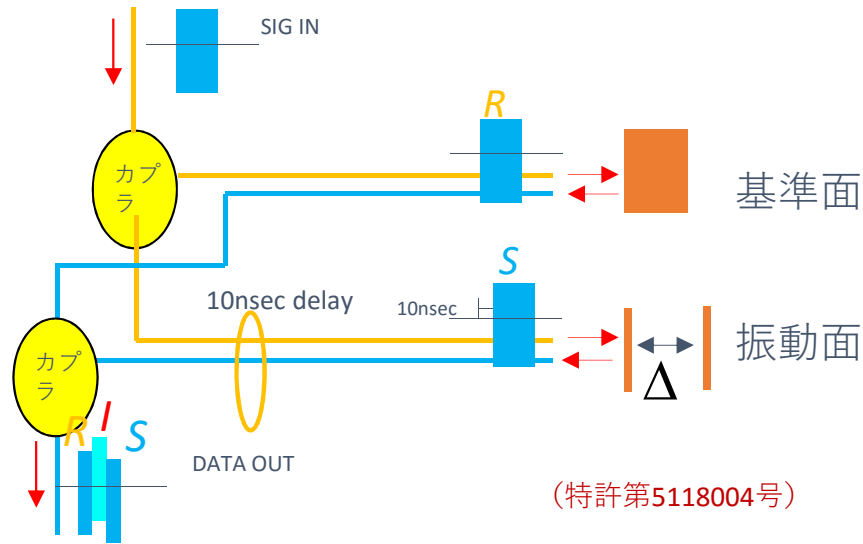 SIG IN
R
カプ
ラ
基準面
S
10nsec delay
10nsec
振動面
カプ
ラ
Δ
R
I
S
DATA OUT
（特許第5118004号）